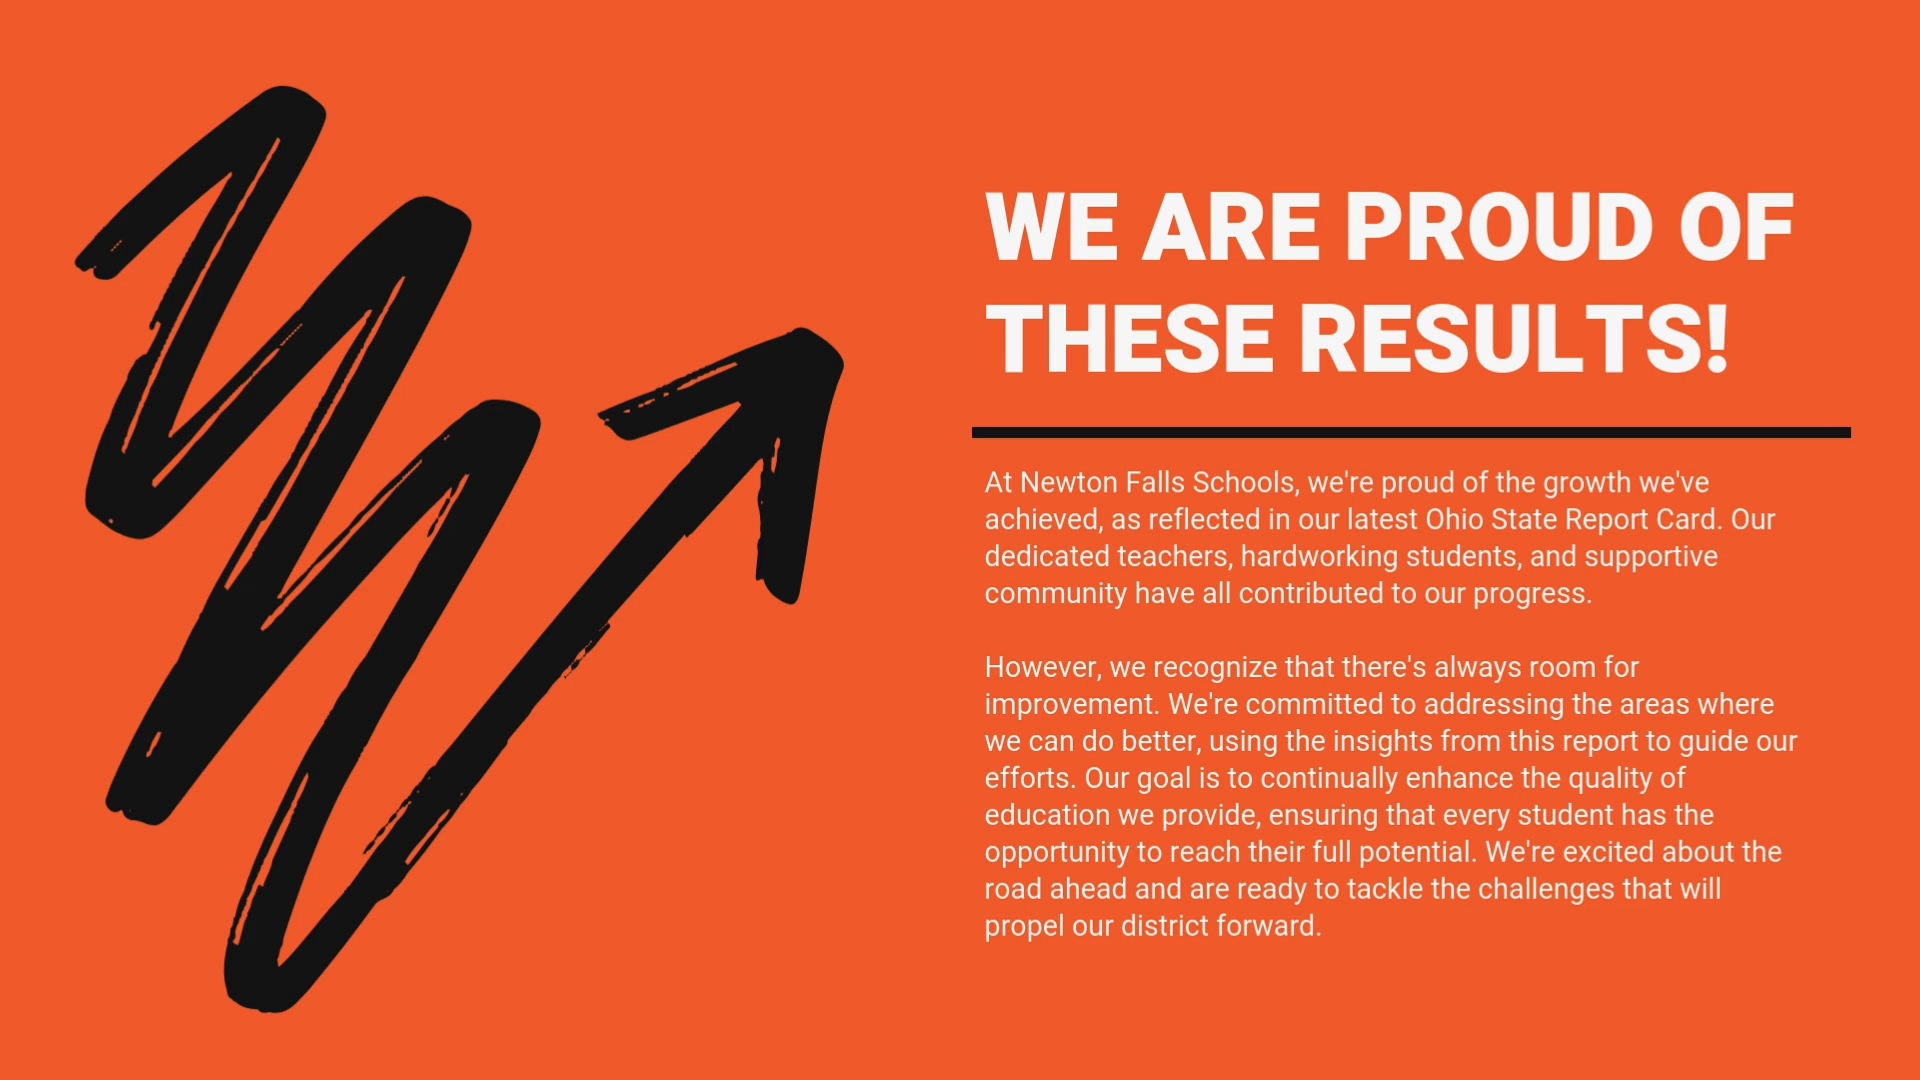 WE ARE PROUD OF
THESE RESULTS!
At Newton Falls Schools, we're proud of the growth we've
achieved, as reflected in our latest Ohio State Report Card. Our
dedicated teachers, hardworking students, and supportive
community have all contributed to our progress.
However, we recognize that there's always room for
improvement. We're committed to addressing the areas where
we can do better, using the insights from this report to guide our
efforts. Our goal is to continually enhance the quality of
education we provide, ensuring that every student has the
opportunity to reach their full potential. We're excited about the
road ahead and are ready to tackle the challenges that will
propel our district forward.